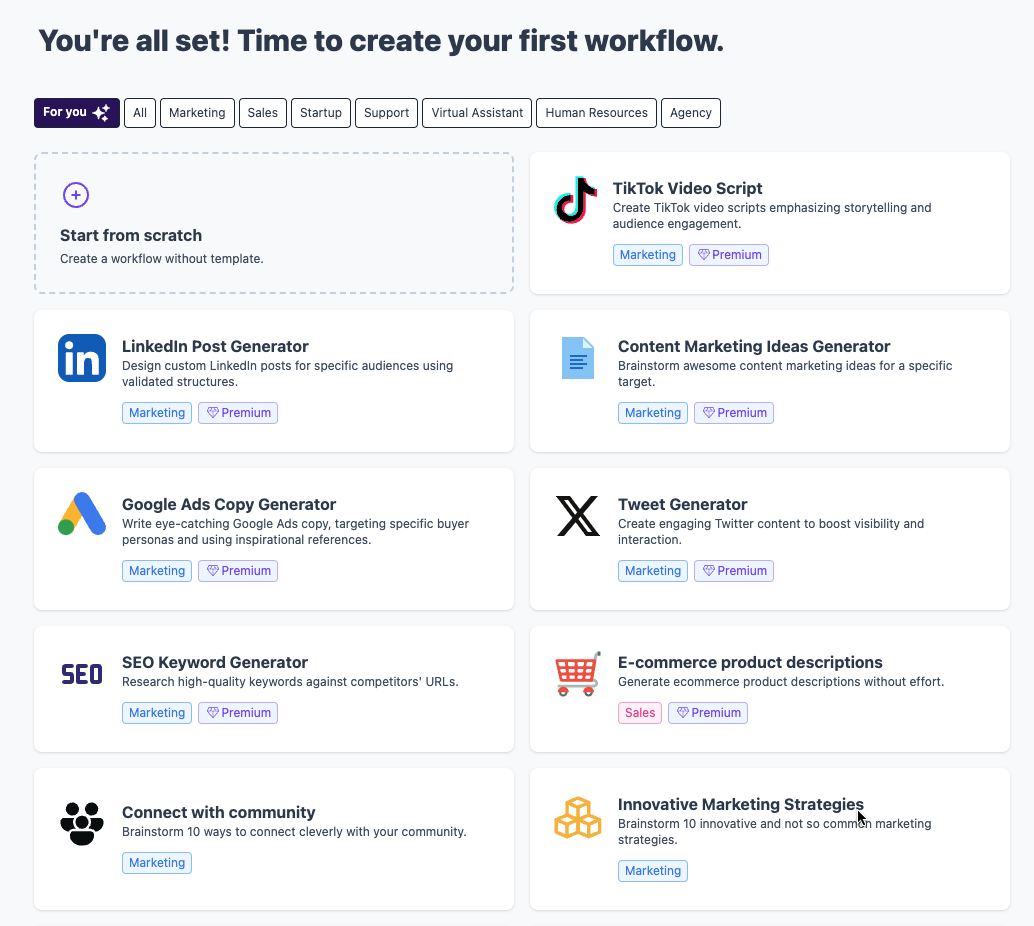 You're all set! Time to create your first workflow.
For you
All
Marketing
Sales
Startup
Support
Virtual Assistant
Human Resources
Agency
Start from scratch
Create a workflow without template.
TikTok Video Script
Create TikTok video scripts emphasizing storytelling and
audience engagement.
Marketing
Premium
in
LinkedIn Post Generator
Design custom LinkedIn posts for specific audiences using
validated structures.
Marketing
Premium
Content Marketing Ideas Generator
Brainstorm awesome content marketing ideas for a specific
target.
Marketing
Premium
Google Ads Copy Generator
Write eye-catching Google Ads copy, targeting specific buyer
personas and using inspirational references.
Marketing
Premium
X
Tweet Generator
Create engaging Twitter content to boost visibility and
interaction.
Marketing
Premium
SEO
SEO Keyword Generator
Research high-quality keywords against competitors' URLs.
Marketing
Premium
E-commerce product descriptions
Generate ecommerce product descriptions without effort.
Sales
Premium
Connect with community
Brainstorm 10 ways to connect cleverly with your community.
Marketing
Innovative Marketing Strategies
Brainstorm 10 innovative and not so common marketing
strategies.
Marketing